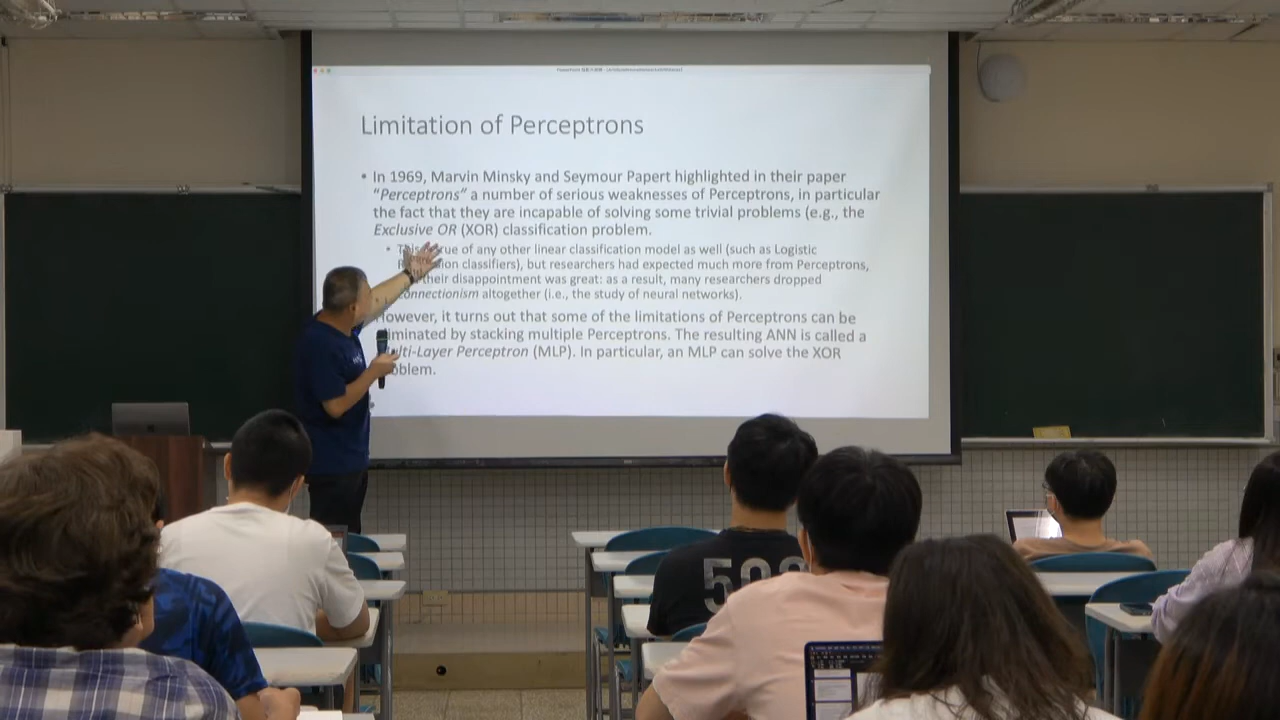 Limitation of Perceptrons
• In 1969, Marvin Minsky and Seymour Papert highlighted in their paper
"Perceptrons" a number of serious weaknesses of Perceptrons, in particular
the fact that they are incapable of solving some trivial problems (e.g., the
Exclusive OR (XOR) classification problem.
• This true of any other linear classification model as well (such as Logistic
classifiers), but researchers had expected much more from Perceptrons,
their disappointment was great: as a result, many researchers dropped
connectionism altogether (i.e., the study of neural networks).
However, it turns out that some of the limitations of Perceptrons can be
eliminated by stacking multiple Perceptrons. The resulting ANN is called a
Multi-Layer Perceptron (MLP). In particular, an MLP can solve the XOR
problem.